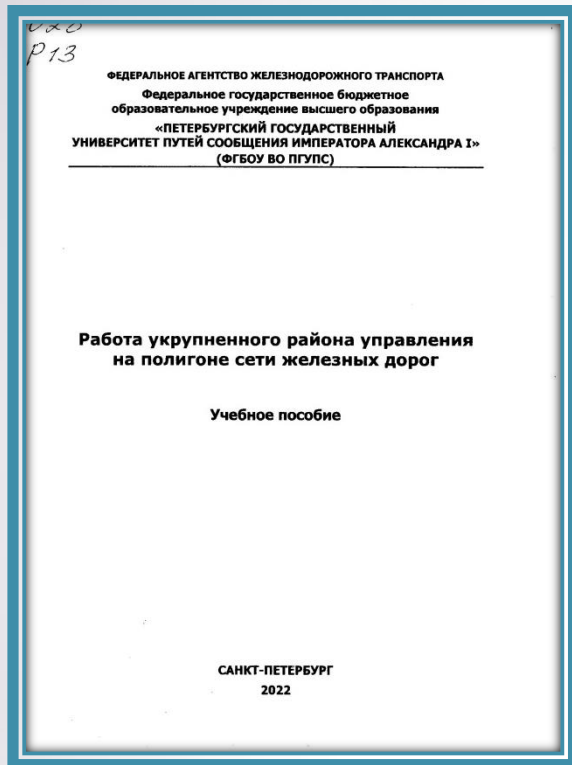 Р13
ФЕДЕРАЛЬНОЕ АГЕНТСТВО ЖЕЛЕЗНОДОРОЖНОГО ТРАНСПОРТА
Федеральное государственное бюджетное
образовательное учреждение высшего образования
«ПЕТЕРБУРГСКИЙ ГОСУДАРСТВЕННЫЙ
УНИВЕРСИТЕТ ПУТЕЙ СООБЩЕНИЯ ИМПЕРАТОРА АЛЕКСАНДРА I»
(ФГБОУ ВО ПГУПС)
Работа укрупненного района управления
на полигоне сети железных дорог
Учебное пособие
САНКТ-ПЕТЕРБУРГ
2022